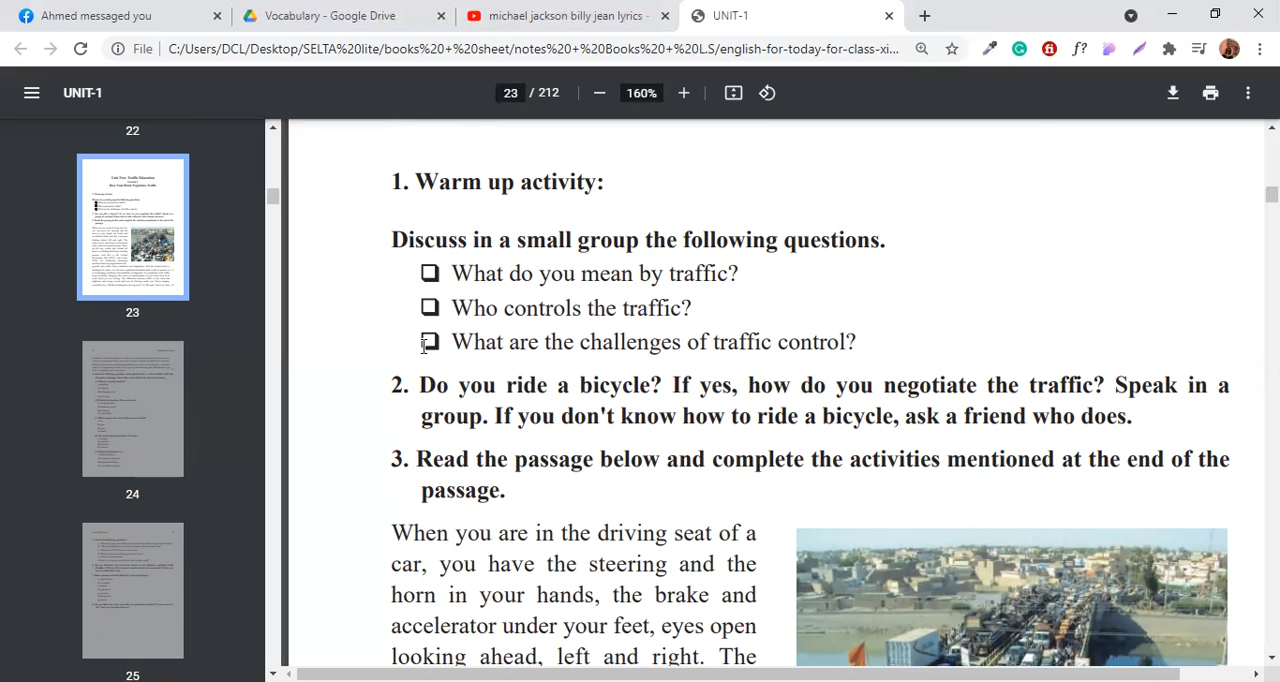 Ahmed messaged you
Vocabulary - Google Drive
michael jackson billy jean lyrics -
UNIT-1
File
C:/Users/DCL/Desktop/SELTA%20lite/books%20+%20sheet/notes%20+%20Books%20+%20L.S/english-for-today-for-class-xi...
UNIT-1
23 / 212
160%
22
23
24
25
1. Warm up activity:
Discuss in a small group the following questions.
What do you mean by traffic?
Who controls the traffic?
What are the challenges of traffic control?
2. Do you ride a bicycle? If yes, how do you negotiate the traffic? Speak in a
group. If you don't know how to ride a bicycle, ask a friend who does.
3. Read the passage below and complete the activities mentioned at the end of the
passage.
When you are in the driving seat of a
car, you have the steering and the
horn in your hands, the brake and
accelerator under your feet, eyes open
looking ahead, left and right. The